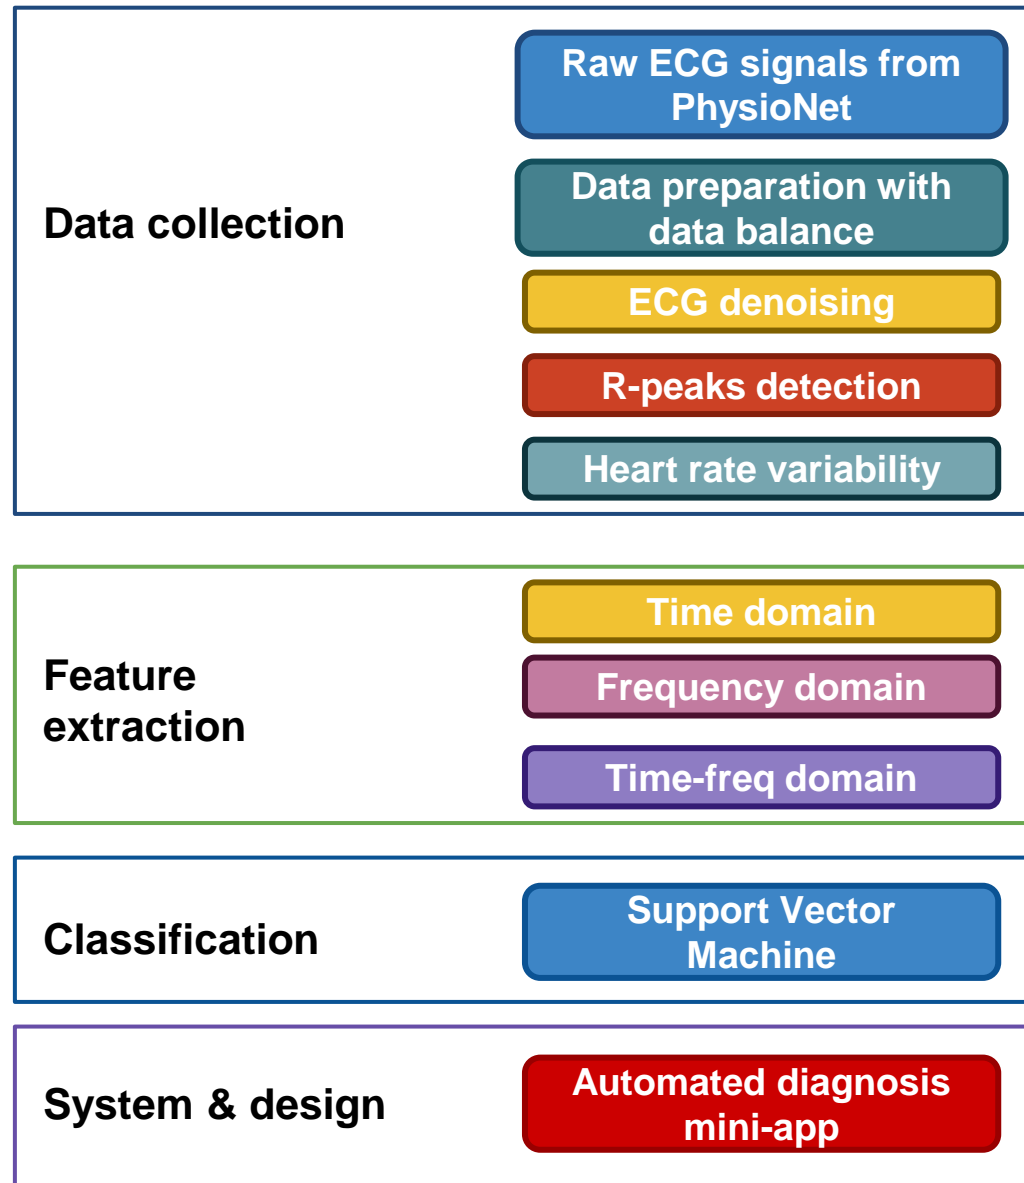 Data collection
Raw ECG signals from
PhysioNet
Data preparation with
data balance
ECG denoising
R-peaks detection
Heart rate variability
Feature
extraction
Time domain
Frequency domain
Time-freq domain
Classification
Support Vector
Machine
System & design
Automated diagnosis
mini-app